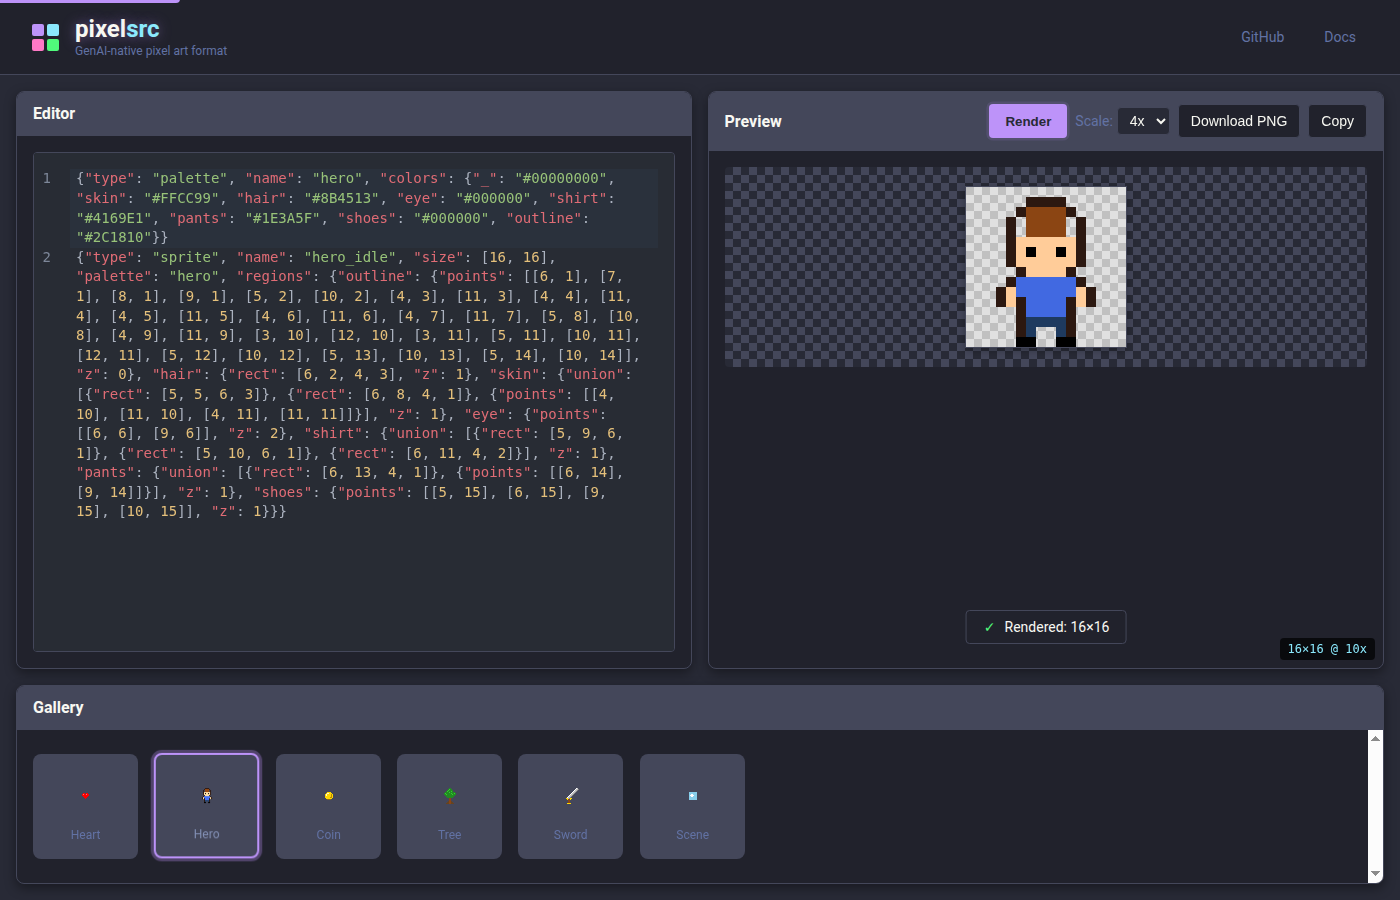 pixelsrc
GenAI-native pixel art format
GitHub
Docs
Editor
1 {"type": "palette", "name": "hero", "colors": {"_": "#00000000",
"skin": "#FFCC99", "hair": "#8B4513", "eye": "#000000", "shirt":
"#4169E1", "pants": "#1E3A5F", "shoes": "#000000", "outline":
"#2C1810"}}
2 {"type": "sprite", "name": "hero_idle", "size": [16, 16],
"palette": "hero", "regions": {"outline": {"points": [[6, 1], [7,
1], [8, 1], [9, 1], [5, 2], [10, 2], [4, 3], [11, 3], [4, 4], [11,
4], [4, 5], [11, 5], [4, 6], [11, 6], [4, 7], [11, 7], [5, 8], [10,
8], [4, 9], [11, 9], [3, 10], [12, 10], [3, 11], [5, 11], [10, 11],
[12, 11], [5, 12], [10, 12], [5, 13], [10, 13], [5, 14], [10, 14]],
"z": 0}, "hair": {"rect": [6, 2, 4, 3], "z": 1}, "skin": {"union":
[{"rect": [5, 5, 6, 3]}, {"rect": [6, 8, 4, 1]}, {"points": [[4,
10], [11, 10], [4, 11], [11, 11]]}], "z": 1}, "eye": {"points":
[[6, 6], [9, 6]], "z": 2}, "shirt": {"union": [{"rect": [5, 9, 6,
1]}, {"rect": [5, 10, 6, 1]}, {"rect": [6, 11, 4, 2]}], "z": 1},
"pants": {"union": [{"rect": [6, 13, 4, 1]}, {"points": [[6, 14],
[9, 14]]}], "z": 1}, "shoes": {"points": [[5, 15], [6, 15], [9,
15], [10, 15]], "z": 1}}}
Preview
Render
Scale:
4x
Download PNG
Copy
✓ Rendered: 16×16
16×16 @ 10x
Gallery
Heart
Hero
Coin
Tree
Sword
Scene